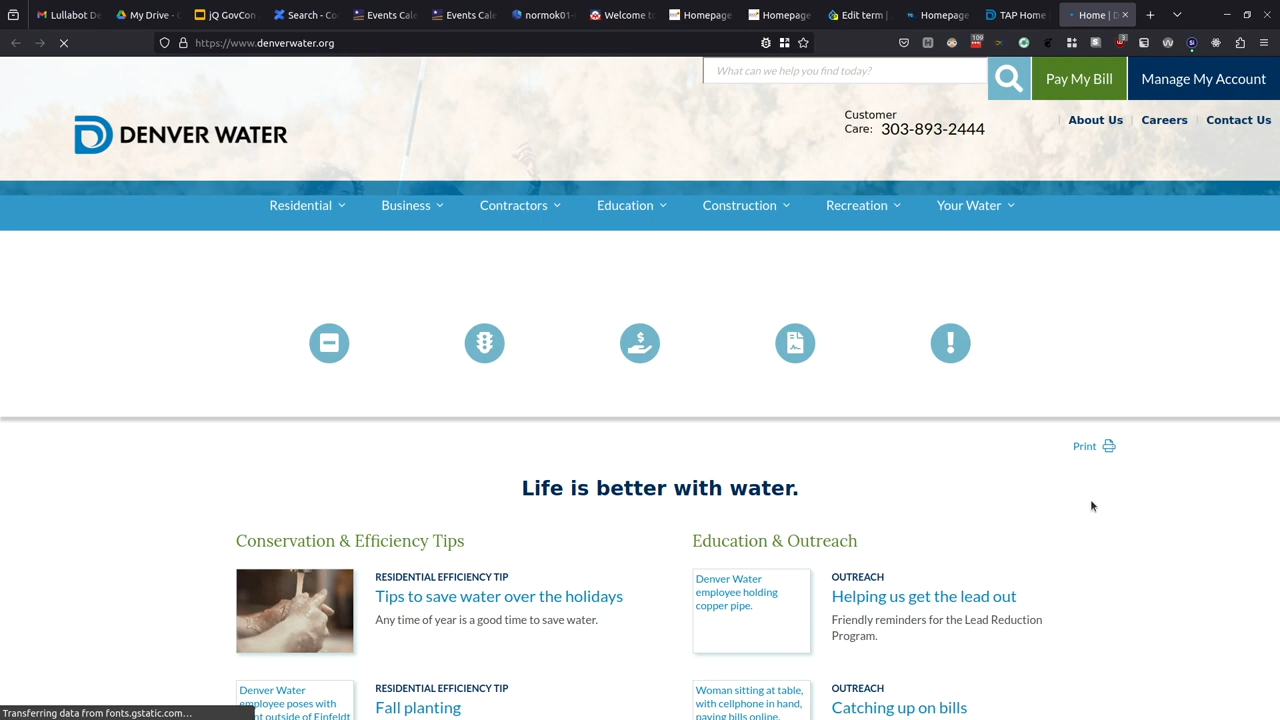 Lullabot De
My Drive - G
jQ GovCon
Search - Co
Events Cale
Events Cale
normok01-
Welcome to
Homepage
Homepage
Edit term |
Homepage
TAP Home
Home | D
https://www.denverwater.org
109
3
What can we help you find today?
Pay My Bill
Manage My Account
DENVER WATER
Customer
Care: 303-893-2444
About Us
Careers
Contact Us
Residential
Business
Contractors
Education
Construction
Recreation
Your Water
Print
Life is better with water.
Conservation & Efficiency Tips
RESIDENTIAL EFFICIENCY TIP
Tips to save water over the holidays
Any time of year is a good time to save water.
Denver Water
employee poses with
nt outside of Einfeldt
RESIDENTIAL EFFICIENCY TIP
Fall planting
Education & Outreach
Denver Water
employee holding
copper pipe.
OUTREACH
Helping us get the lead out
Friendly reminders for the Lead Reduction
Program.
Woman sitting at table,
with cellphone in hand,
paying bills online.
OUTREACH
Catching up on bills
Transferring data from fonts.gstatic.com...